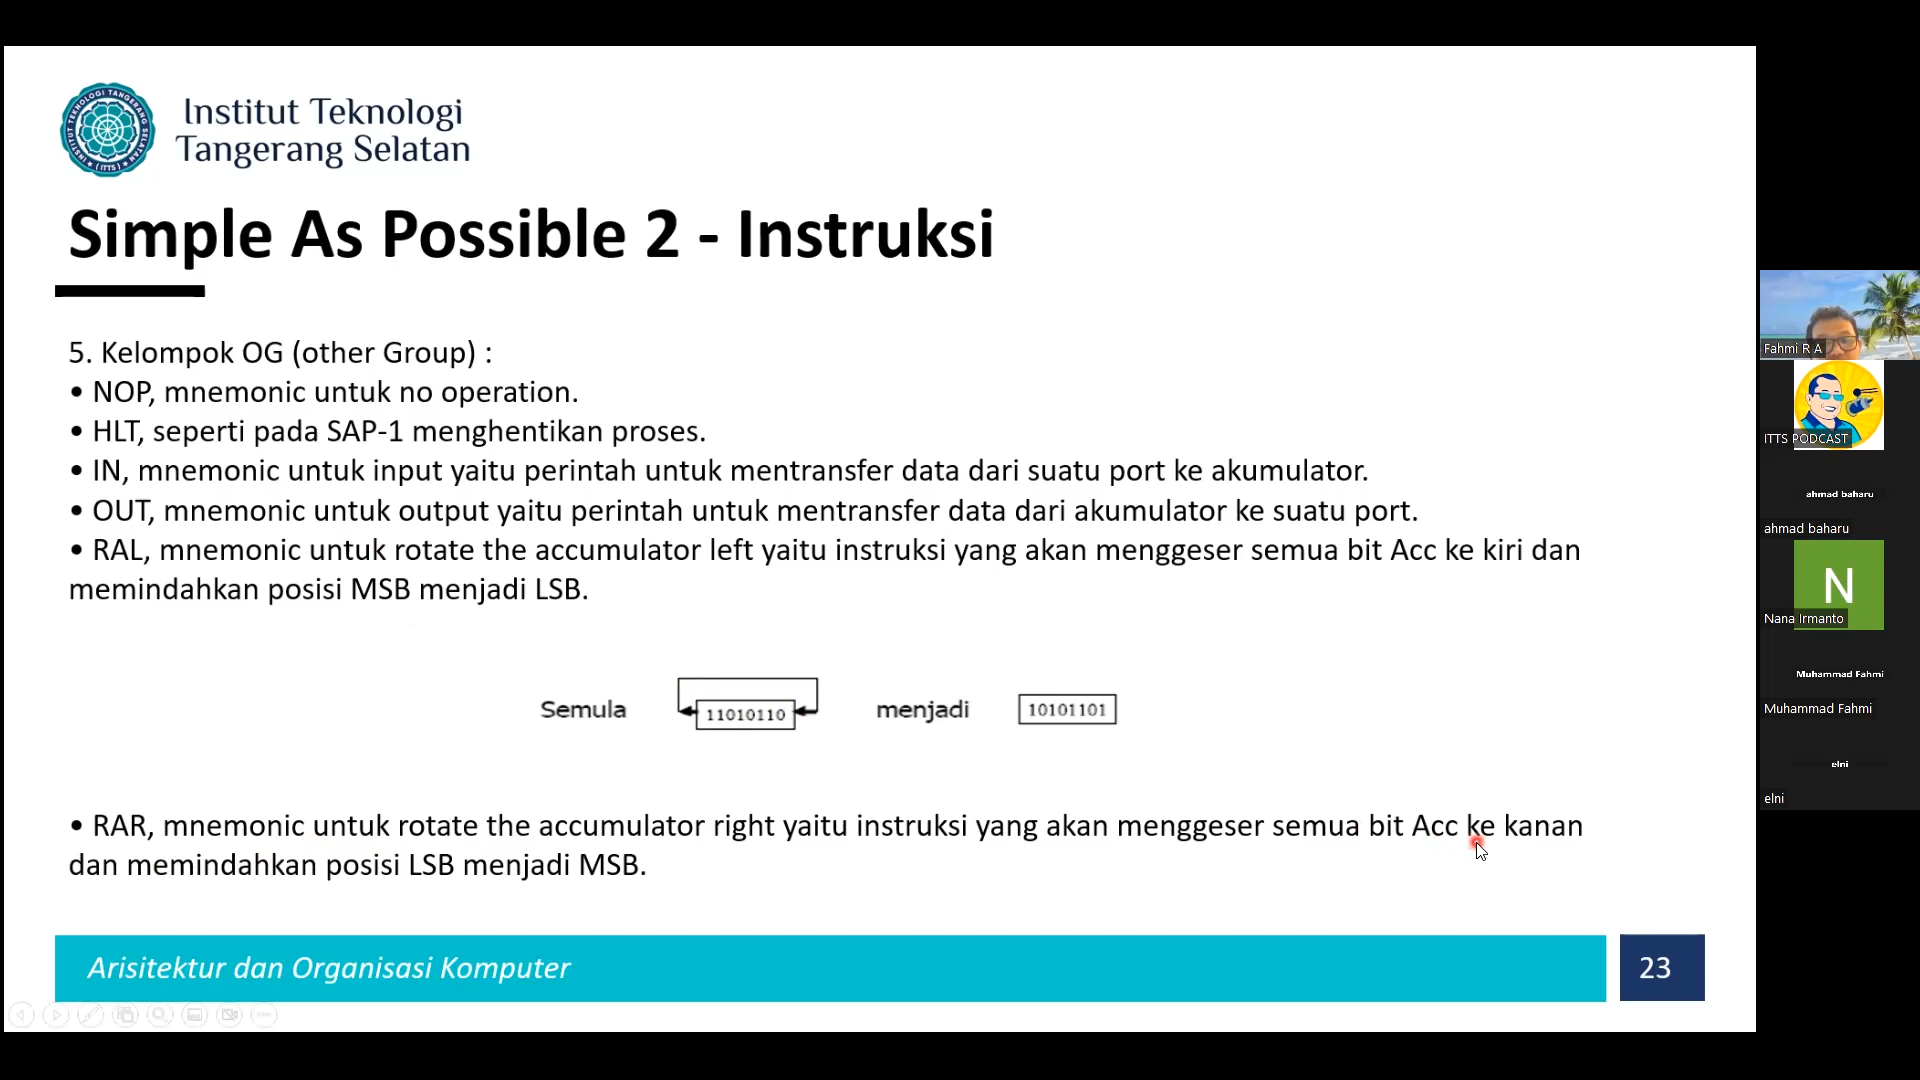 Institut Teknologi
Tangerang Selatan
INSTITUT TEKNOLOGI TANGERANG SELATAN
(ITTS)
Simple As Possible 2 - Instruksi
5. Kelompok OG (other Group) :
• NOP, mnemonic untuk no operation.
• HLT, seperti pada SAP-1 menghentikan proses.
• IN, mnemonic untuk input yaitu perintah untuk mentransfer data dari suatu port ke akumulator.
• OUT, mnemonic untuk output yaitu perintah untuk mentransfer data dari akumulator ke suatu port.
• RAL, mnemonic untuk rotate the accumulator left yaitu instruksi yang akan menggeser semua bit Acc ke kiri dan
memindahkan posisi MSB menjadi LSB.
Semula 11010110 menjadi 10101101
• RAR, mnemonic untuk rotate the accumulator right yaitu instruksi yang akan menggeser semua bit Acc ke kanan
dan memindahkan posisi LSB menjadi MSB.
Arisitektur dan Organisasi Komputer
23
Fahmi R A
ITTS PODCAST
ahmad baharu
ahmad baharu
N
Nana Irmanto
Muhammad Fahmi
Muhammad Fahmi
elni
elni